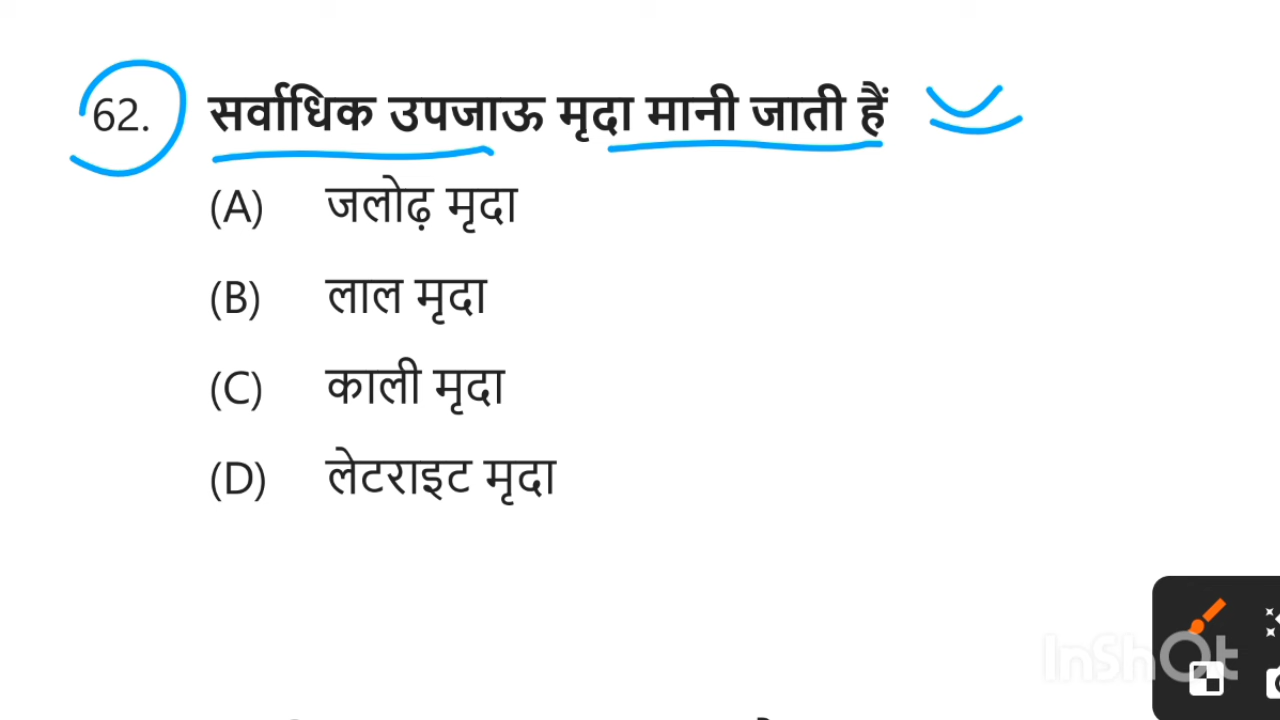 62. सर्वाधिक उपजाऊ मृदा मानी जाती हैं
(A) जलोढ़ मृदा
(B) लाल मृदा
(C) काली मृदा
(D) लेटराइट मृदा
InShOt